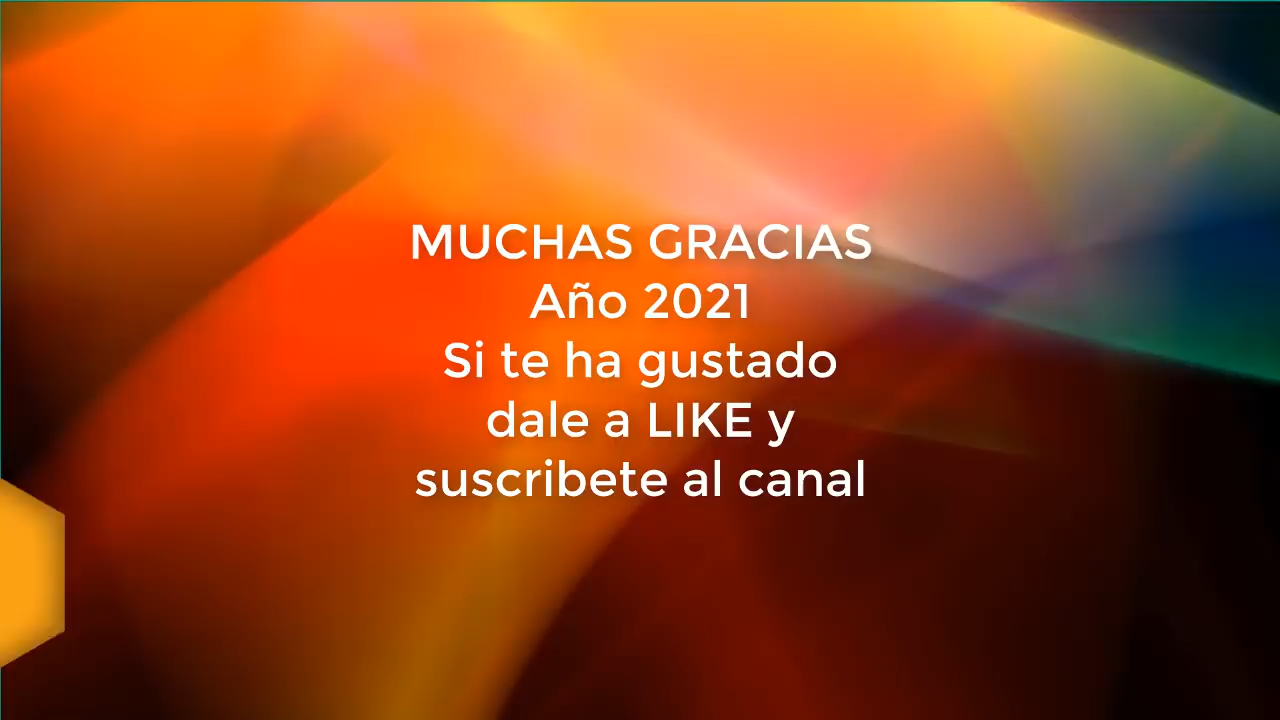 MUCHAS GRACIAS
Año 2021
Si te ha gustado
dale a LIKE y
suscribete al canal